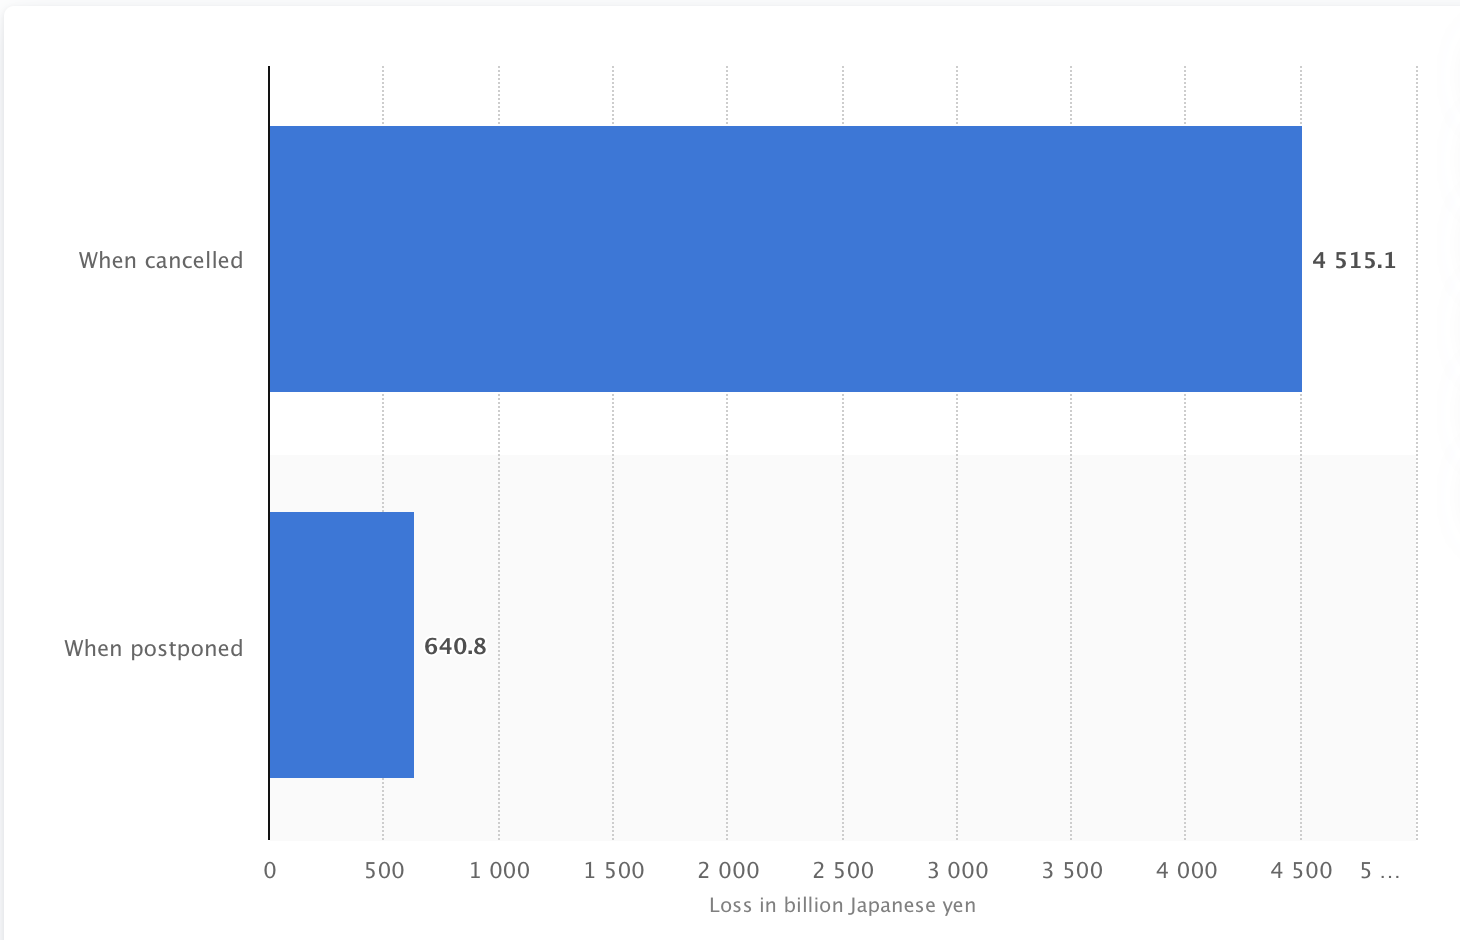 When cancelled
4 515.1
When postponed
640.8
0 500 1 000 1 500 2 000 2 500 3 000 3 500 4 000 4 500 5 ...
Loss in billion Japanese yen